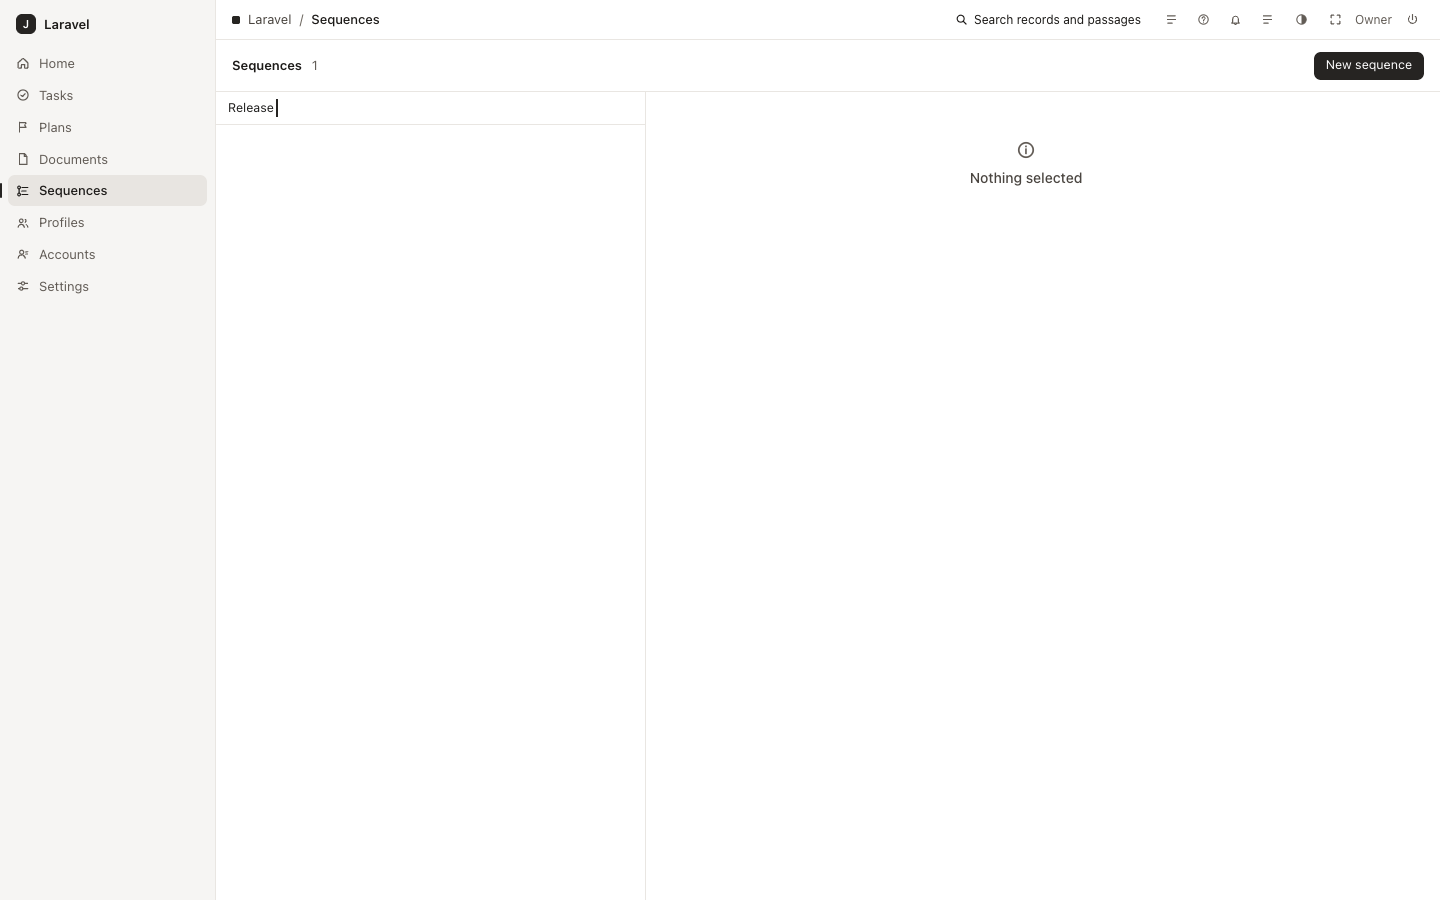 J Laravel
Home
Tasks
Plans
Documents
Sequences
Profiles
Accounts
Settings
Laravel / Sequences
Search records and passages
Owner
Sequences 1
New sequence
Release
Nothing selected